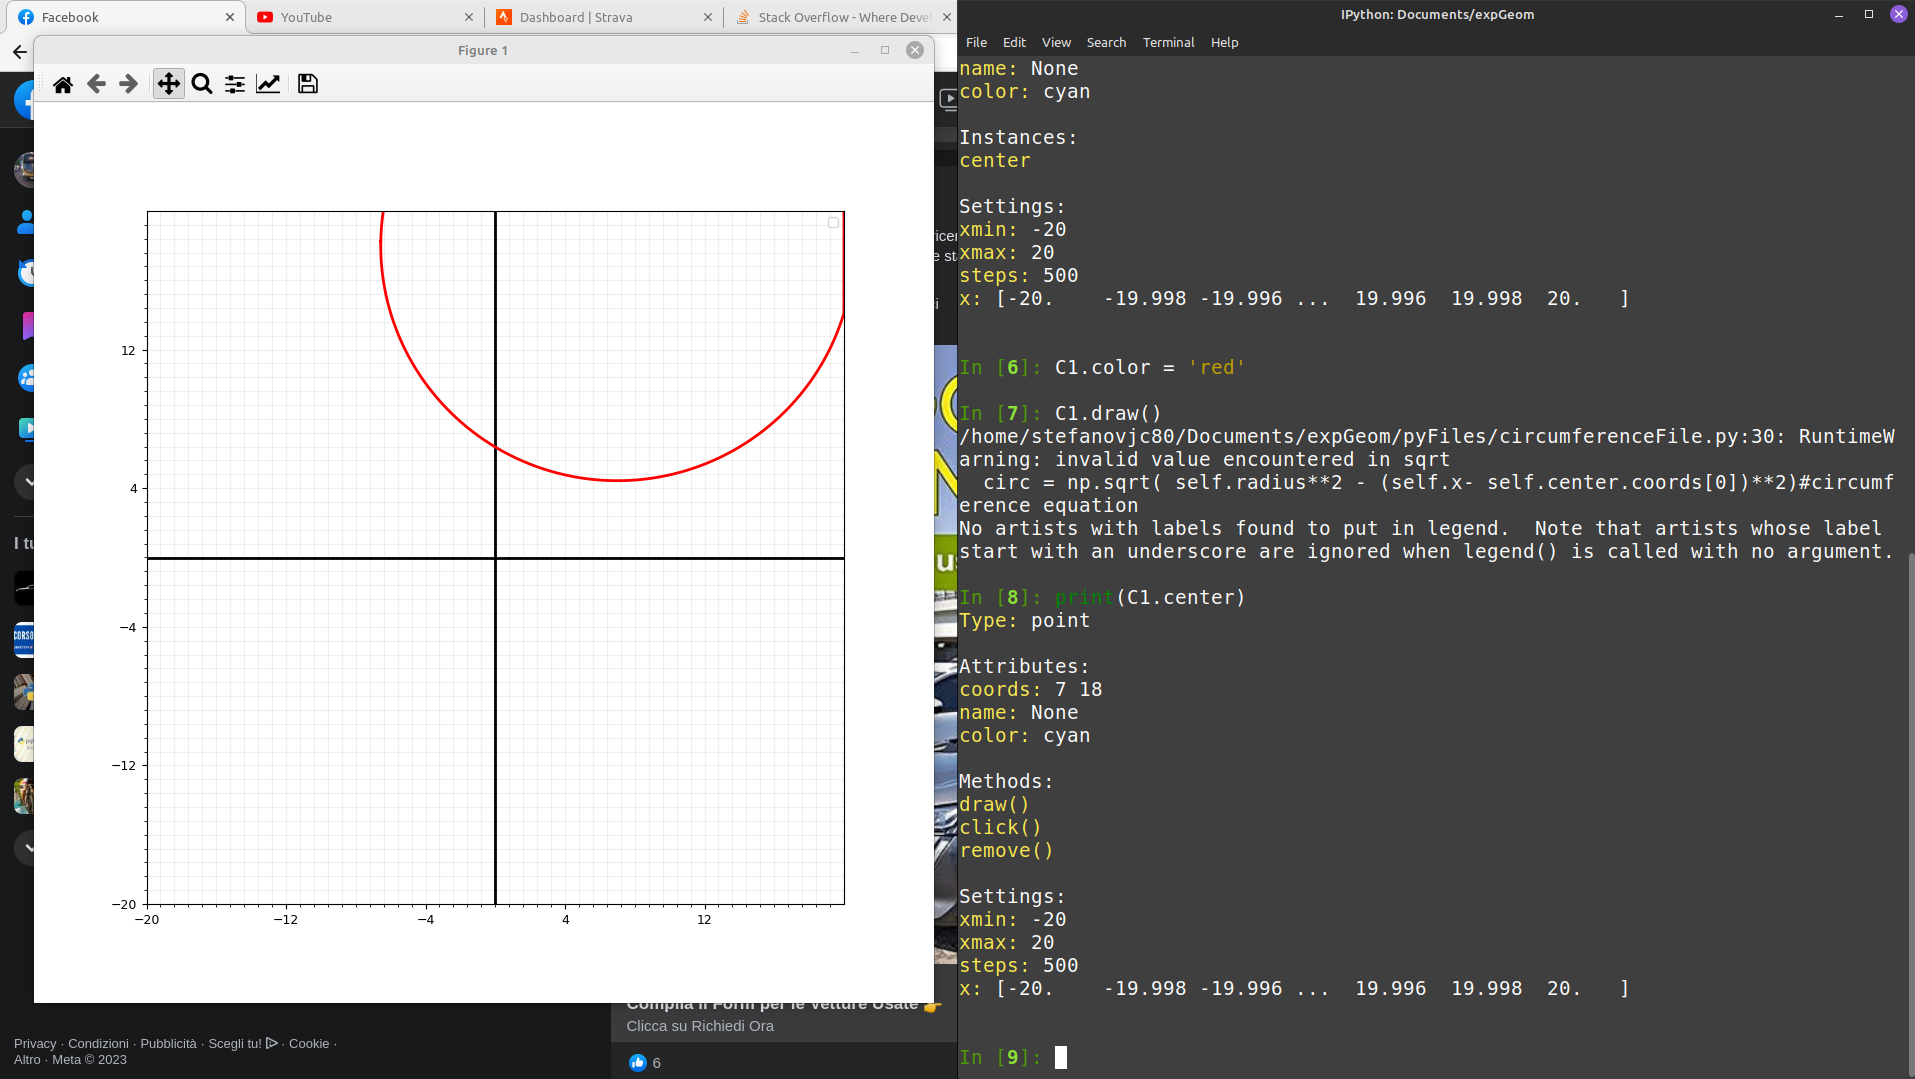 Facebook
YouTube
Dashboard | Strava
Stack Overflow - Where Devel
Figure 1
12
4
−4
−12
−20
−20
−12
−4
4
12
I tu
CORSO
Compila il Form per le Vetture Usate 👉
Clicca su Richiedi Ora
6
Privacy · Condizioni · Pubblicità · Scegli tu! · Cookie ·
Altro · Meta © 2023
IPython: Documents/expGeom
File Edit View Search Terminal Help
name: None
color: cyan
Instances:
center
Settings:
xmin: -20
xmax: 20
steps: 500
x: [-20.    -19.998 -19.996 ...  19.996  19.998  20.   ]
In [6]: C1.color = 'red'
In [7]: C1.draw()
/home/stefanovjc80/Documents/expGeom/pyFiles/circumferenceFile.py:30: RuntimeW
arning: invalid value encountered in sqrt
  circ = np.sqrt( self.radius**2 - (self.x- self.center.coords[0])**2)#circumf
erence equation
No artists with labels found to put in legend.  Note that artists whose label
start with an underscore are ignored when legend() is called with no argument.
In [8]: print(C1.center)
Type: point
Attributes:
coords: 7 18
name: None
color: cyan
Methods:
draw()
click()
remove()
Settings:
xmin: -20
xmax: 20
steps: 500
x: [-20.    -19.998 -19.996 ...  19.996  19.998  20.   ]
In [9]: